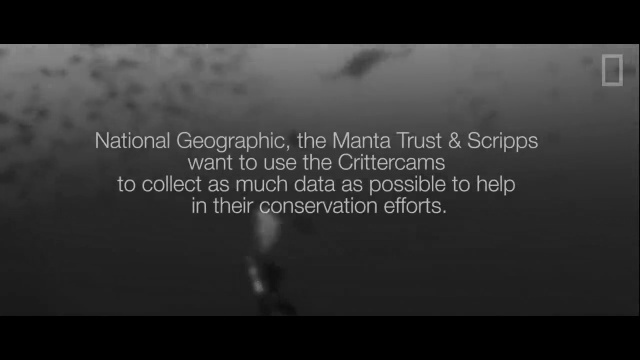 National Geographic, the Manta Trust & Scripps
want to use the Crittercams
to collect as much data as possible to help
in their conservation efforts.